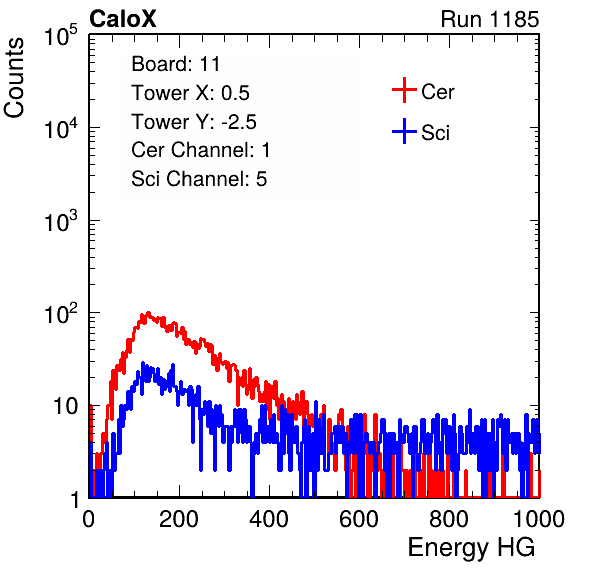 CaloX Run 1185
Counts
Board: 11
Tower X: 0.5
Tower Y: -2.5
Cer Channel: 1
Sci Channel: 5
Cer
Sci
10^5
10^4
10^3
10^2
10
1
0 200 400 600 800 1000
Energy HG